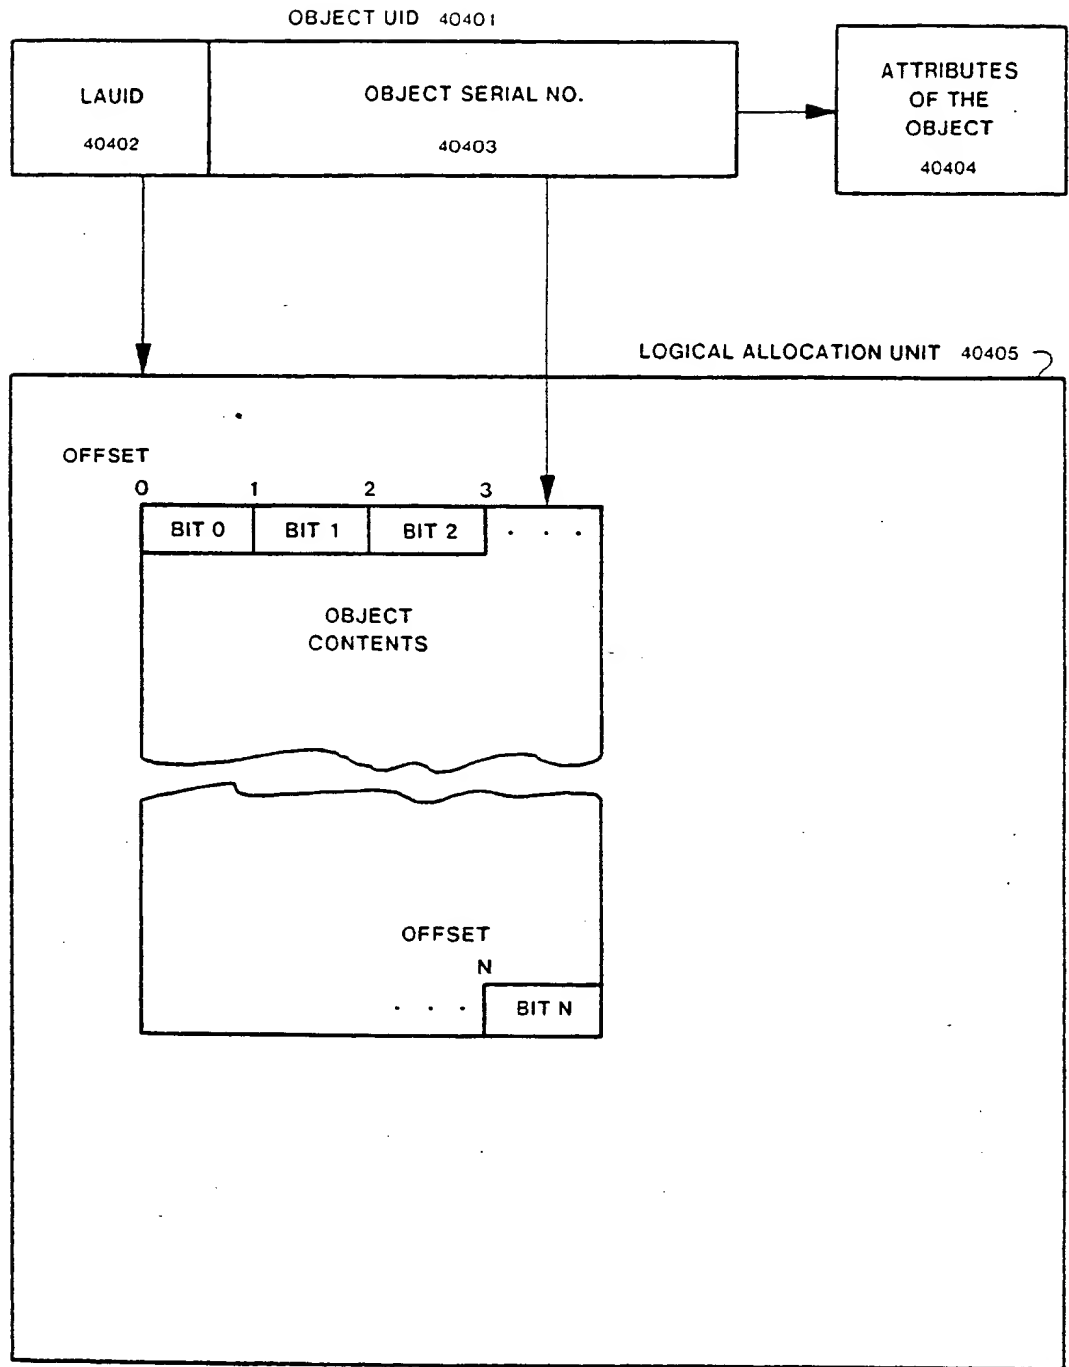 OBJECT UID 40401
LAUID
40402
OBJECT SERIAL NO.
40403
ATTRIBUTES
OF THE
OBJECT
40404
LOGICAL ALLOCATION UNIT 40405
OFFSET
0 1 2 3
BIT 0 BIT 1 BIT 2 . . .
OBJECT
CONTENTS
OFFSET
N
. . . BIT N